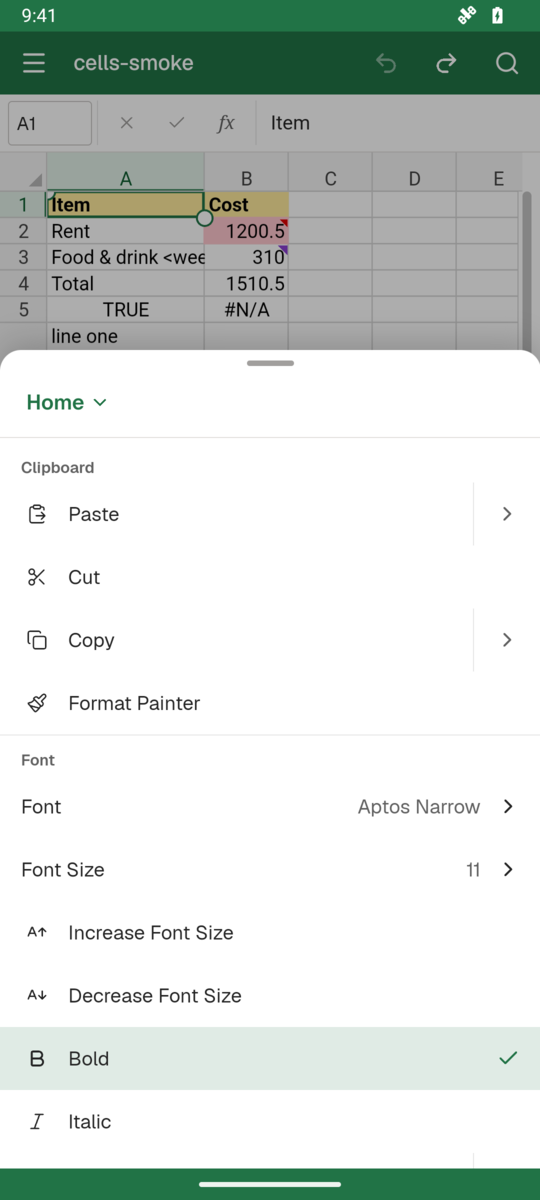 9:41
cells-smoke
A1 fx Item
A B C D E
1 Item Cost
2 Rent 1200.5
3 Food & drink <wee 310
4 Total 1510.5
5 TRUE #N/A
line one
Home
Clipboard
Paste
Cut
Copy
Format Painter
Font
Font Aptos Narrow
Font Size 11
A Increase Font Size
A Decrease Font Size
B Bold
I Italic